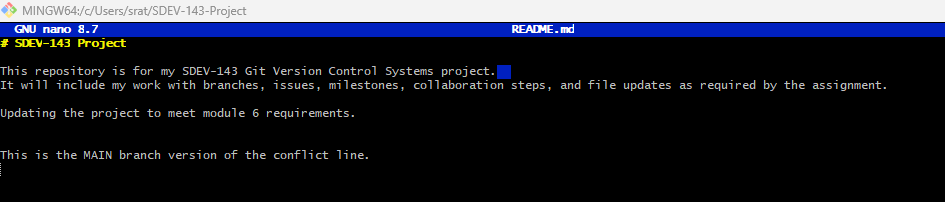 MINGW64:/c/Users/srat/SDEV-143-Project
GNU nano 8.7 README.md
# SDEV-143 Project
This repository is for my SDEV-143 Git Version Control Systems project.
It will include my work with branches, issues, milestones, collaboration steps, and file updates as required by the assignment.
Updating the project to meet module 6 requirements.
This is the MAIN branch version of the conflict line.